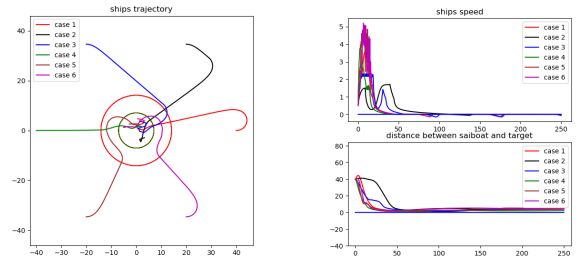 ships trajectory
case 1
case 2
case 3
case 4
case 5
case 6
40
20
0
−20
−40
−40 −30 −20 −10 0 10 20 30 40
ships speed
case 1
case 2
case 3
case 4
case 5
case 6
5
4
3
2
1
0
0 50 100 150 200 250
distance between saiboat and target
case 1
case 2
case 3
case 4
case 5
case 6
80
60
40
20
0
−20
−40
0 50 100 150 200 250